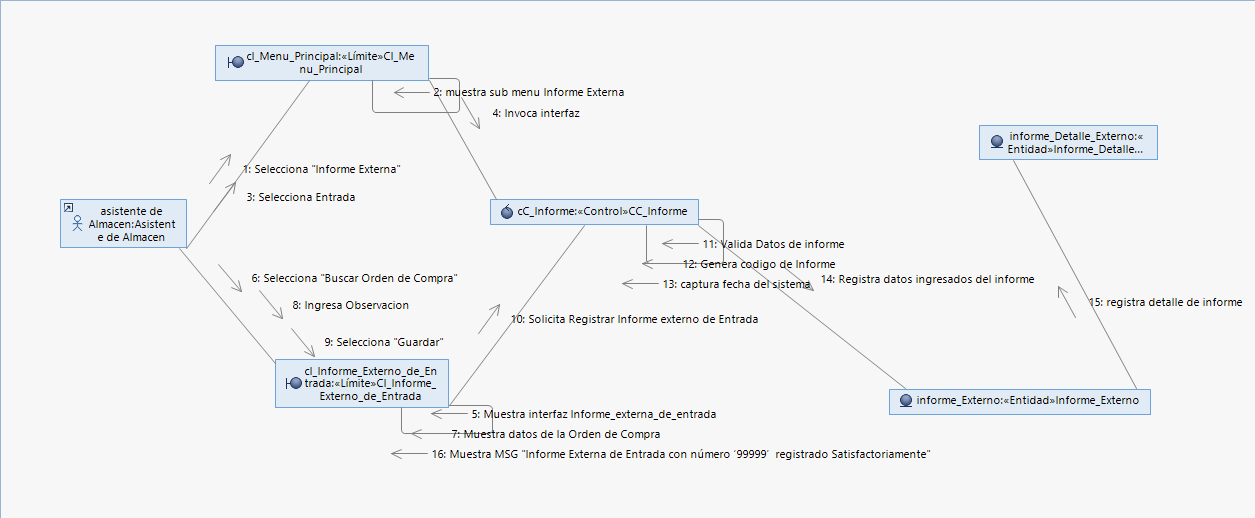 cI_Menu_Principal:«Límite»CI_Me
nu_Principal
2: muestra sub menu Informe Externa
4: Invoca interfaz
informe_Detalle_Externo:«
Entidad»Informe_Detalle...
1: Selecciona "Informe Externa"
3: Selecciona Entrada
asistente de
Almacen:Asistent
e de Almacen
cC_Informe:«Control»CC_Informe
11: Valida Datos de informe
12: Genera codigo de Informe
13: captura fecha del sistema
14: Registra datos ingresados del informe
6: Selecciona "Buscar Orden de Compra"
8: Ingresa Observacion
15: registra detalle de informe
10: Solicita Registrar Informe externo de Entrada
9: Selecciona "Guardar"
cI_Informe_Externo_de_En
trada:«Límite»CI_Informe_
Externo_de_Entrada
informe_Externo:«Entidad»Informe_Externo
5: Muestra interfaz Informe_externa_de_entrada
7: Muestra datos de la Orden de Compra
16: Muestra MSG "Informe Externa de Entrada con número ´99999´ registrado Satisfactoriamente"